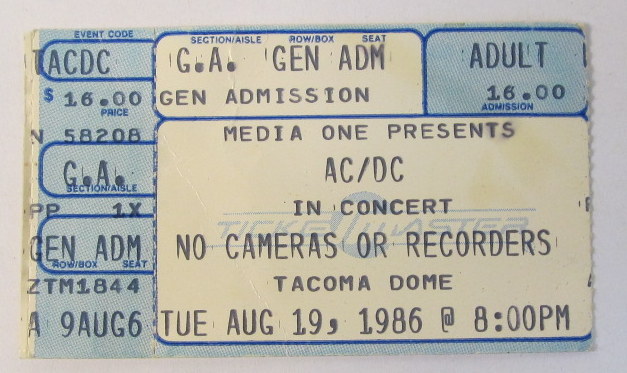 EVENT CODE
TACDC
$ 16.00
PRICE
N 58208
G.A.
SECTION/AISLE
PP 1X
GEN ADM
ROW/BOX SEAT
ZTM1844
A 9AUG6
SECTION/AISLE ROW/BOX SEAT
G.A. GEN ADM
GEN ADMISSION
ADULT
16.00
ADMISSION
MEDIA ONE PRESENTS
AC/DC
IN CONCERT
TICKETMASTER
NO CAMERAS OR RECORDERS
TACOMA DOME
TUE AUG 19, 1986 @ 8:00PM